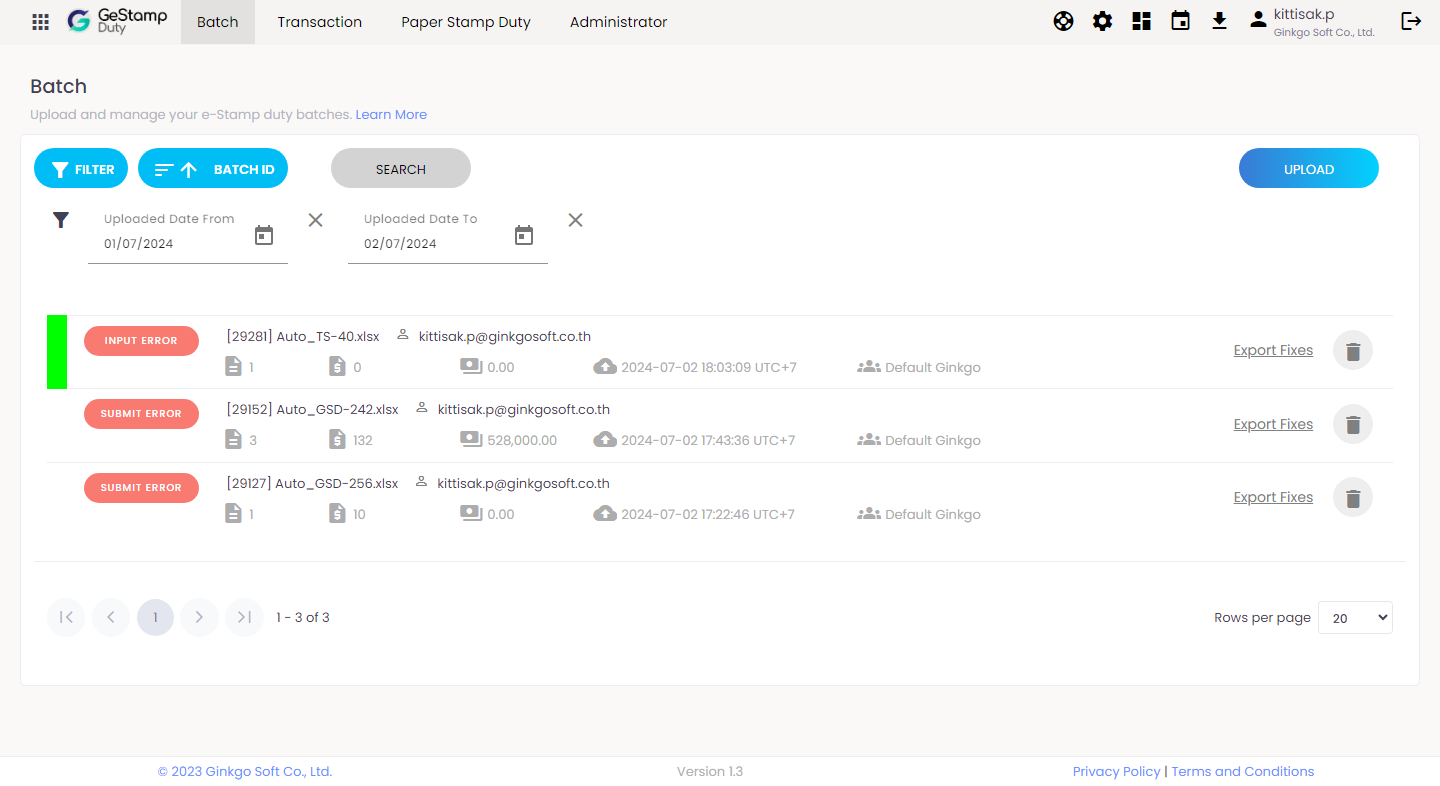 GeStamp
Duty
Batch
Transaction
Paper Stamp Duty
Administrator
kittisak.p
Ginkgo Soft Co., Ltd.
Batch
Upload and manage your e-Stamp duty batches. Learn More
FILTER
BATCH ID
SEARCH
UPLOAD
Uploaded Date From
01/07/2024
Uploaded Date To
02/07/2024
INPUT ERROR
[29281] Auto_TS-40.xlsx
kittisak.p@ginkgosoft.co.th
1
0
0.00
2024-07-02 18:03:09 UTC+7
Default Ginkgo
Export Fixes
SUBMIT ERROR
[29152] Auto_GSD-242.xlsx
kittisak.p@ginkgosoft.co.th
3
132
528,000.00
2024-07-02 17:43:36 UTC+7
Default Ginkgo
Export Fixes
SUBMIT ERROR
[29127] Auto_GSD-256.xlsx
kittisak.p@ginkgosoft.co.th
1
10
0.00
2024-07-02 17:22:46 UTC+7
Default Ginkgo
Export Fixes
1
1 - 3 of 3
Rows per page
20
© 2023 Ginkgo Soft Co., Ltd.
Version 1.3
Privacy Policy | Terms and Conditions